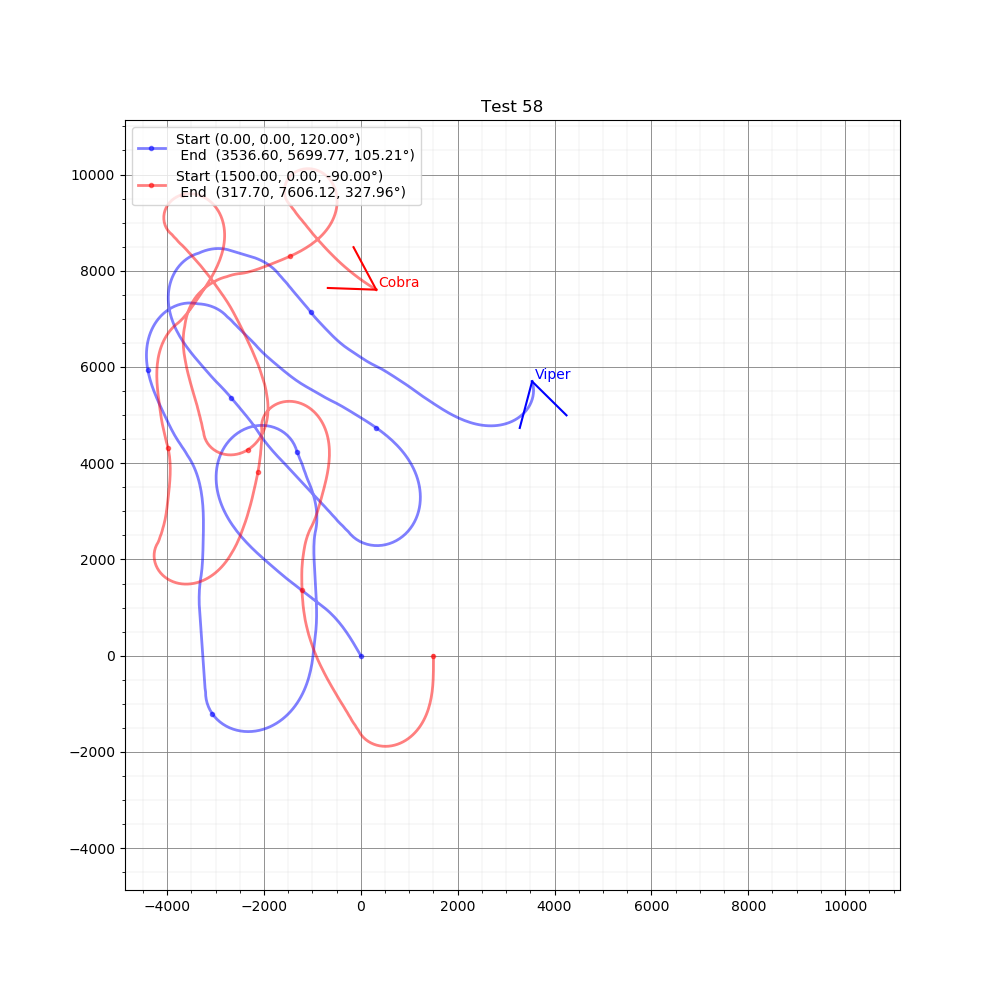 Test 58
Start (0.00, 0.00, 120.00°)
End  (3536.60, 5699.77, 105.21°)
Start (1500.00, 0.00, -90.00°)
End  (317.70, 7606.12, 327.96°)
10000
8000
Cobra
6000
Viper
4000
2000
0
−2000
−4000
−4000 −2000 0 2000 4000 6000 8000 10000